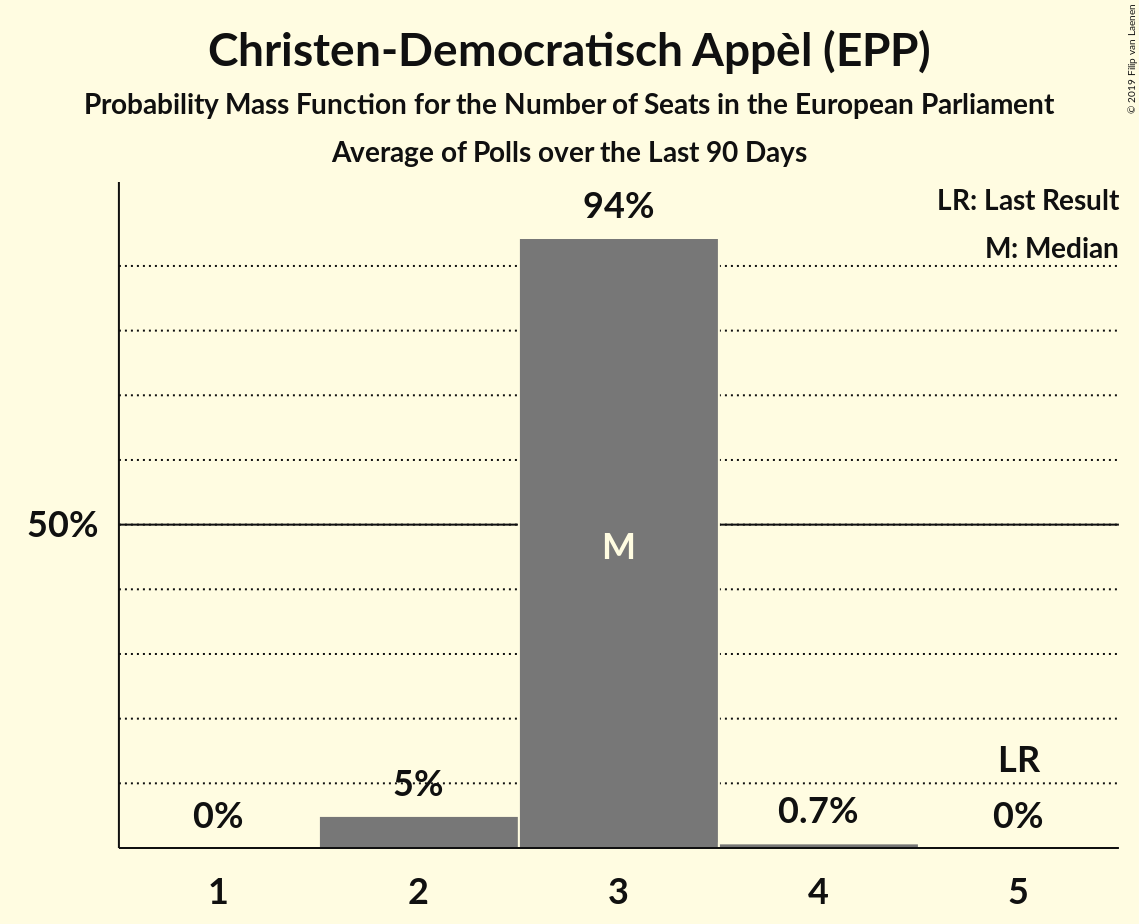 Christen-Democratisch Appèl (EPP)
Probability Mass Function for the Number of Seats in the European Parliament
Average of Polls over the Last 90 Days
© 2019 Filip van Laenen
LR: Last Result
M: Median
94%
50%
M
LR
0%
5%
0.7%
0%
1 2 3 4 5